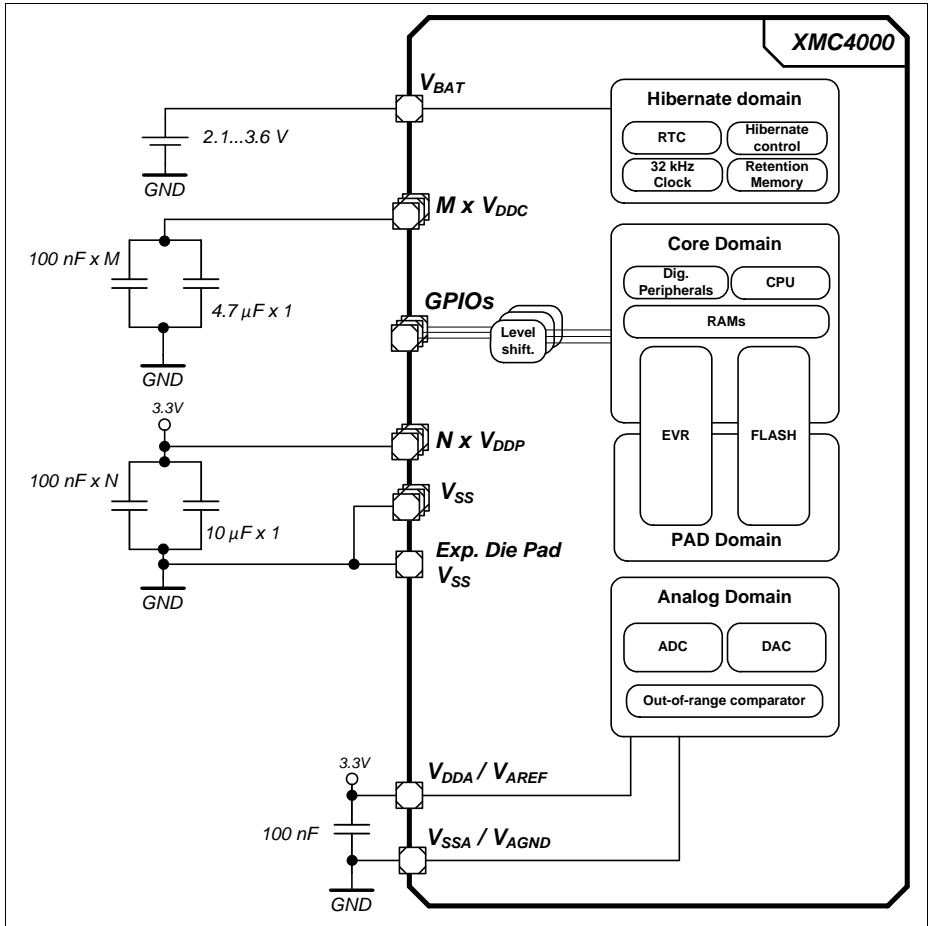 XMC4000
VBAT
2.1...3.6 V
GND
Hibernate domain
RTC
Hibernate
control
32 kHz
Clock
Retention
Memory
M x VDDC
100 nF x M
4.7 µF x 1
GND
Core Domain
Dig.
Peripherals
CPU
RAMs
GPIOs
Level
shift.
EVR
FLASH
PAD Domain
3.3V
N x VDDP
100 nF x N
10 µF x 1
VSS
Exp. Die Pad
VSS
GND
Analog Domain
ADC
DAC
Out-of-range comparator
3.3V
VDDA / VAREF
100 nF
VSSA / VAGND
GND